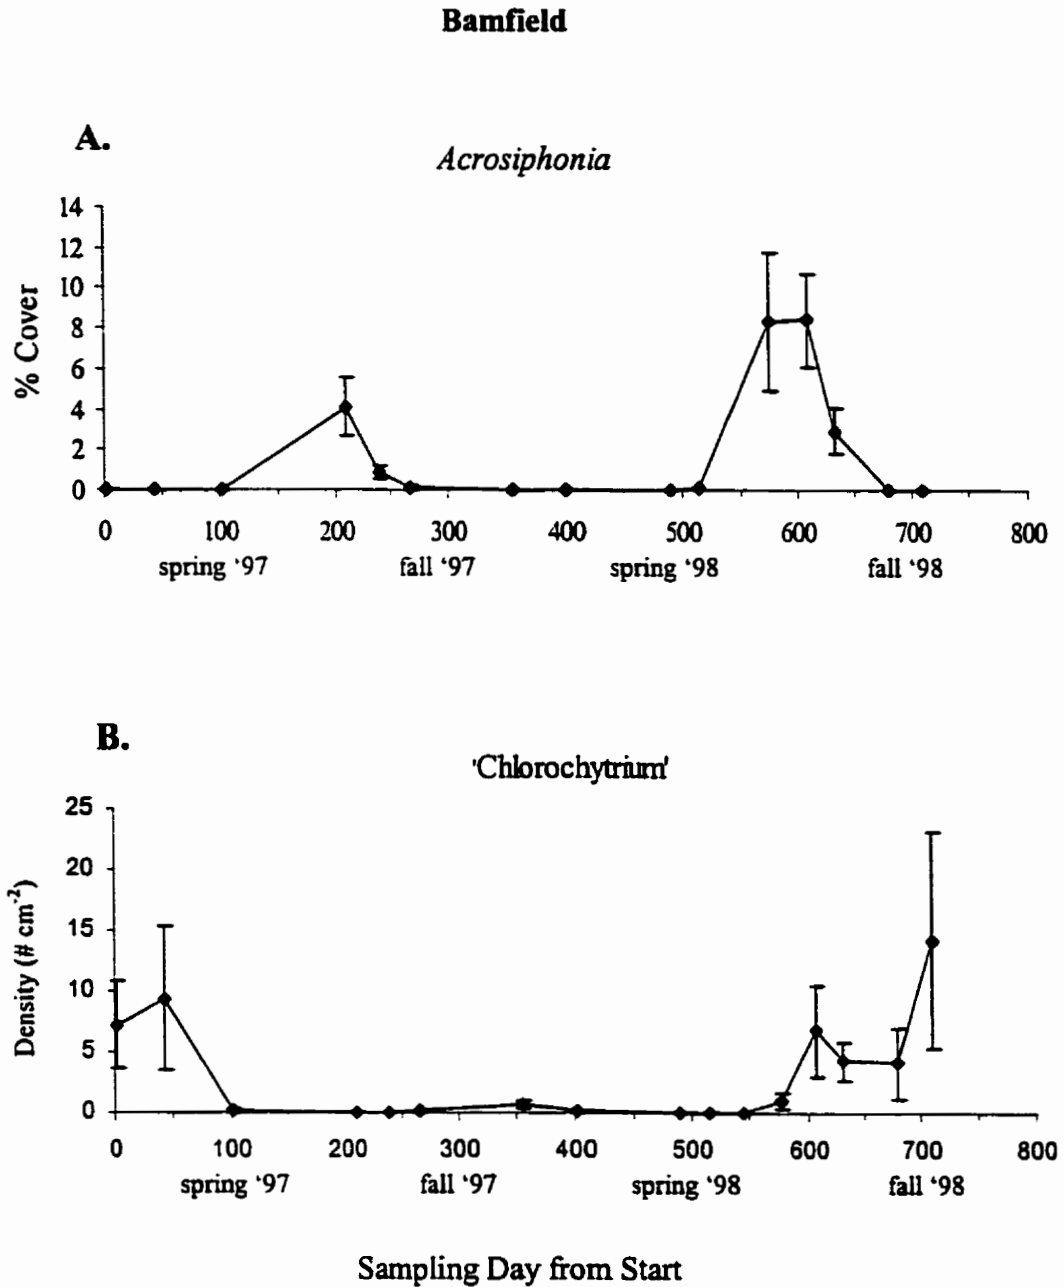 Bamfield
A.
Acrosiphonia
% Cover
14
12
10
8
6
4
2
0
0 100 200 300 400 500 600 700 800
spring '97 fall '97 spring '98 fall '98
B.
'Chlorochytrium'
Density (# cm-2)
25
20
15
10
5
0
0 100 200 300 400 500 600 700 800
spring '97 fall '97 spring '98 fall '98
Sampling Day from Start